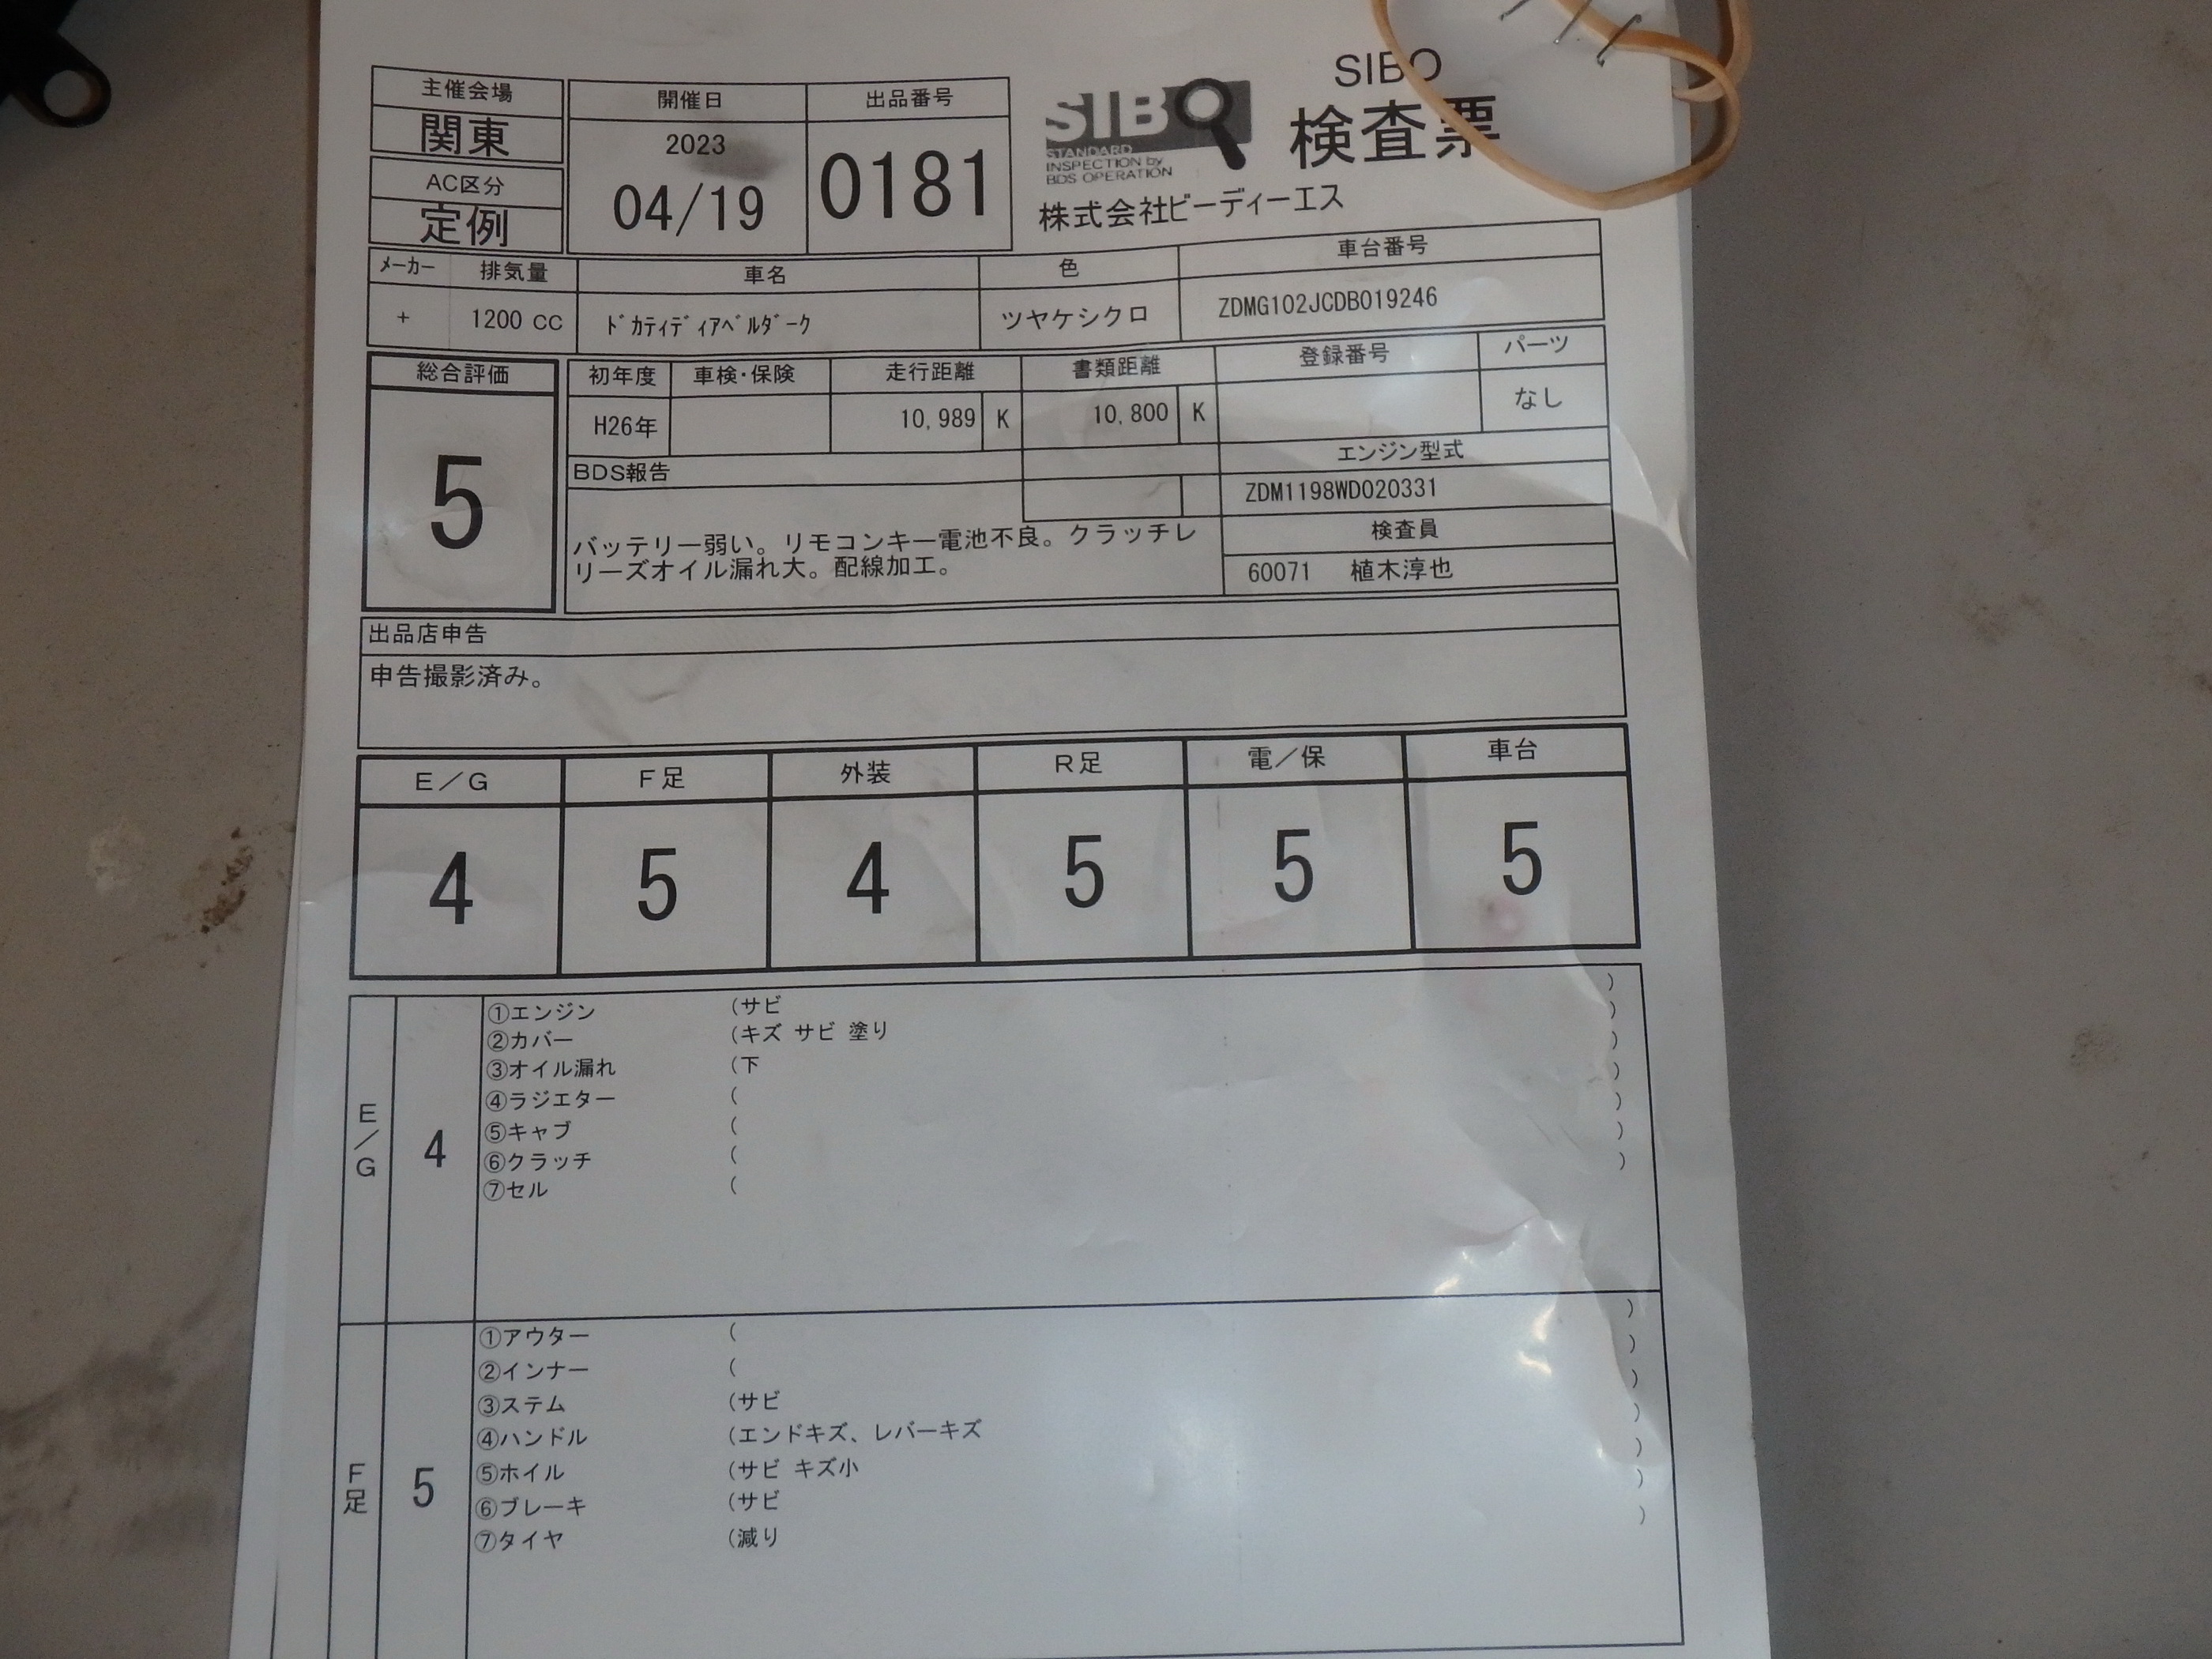 主催会場
関東
AC区分
定例
開催日
2023
04/19
出品番号
0181
SIBO
STANDARD
INSPECTION by
BDS OPERATION
SIBO
検査票
株式会社ビーディーエス
メーカー 排気量 車名 色 車台番号
+ 1200 CC ドカティディアベルダーク ツヤケシクロ ZDMG102JCDB019246
総合評価
5
初年度 車検・保険 走行距離 書類距離 登録番号 パーツ
H26年 10,989 K 10,800 K なし
BDS報告
バッテリー弱い。リモコンキー電池不良。クラッチレ
リーズオイル漏れ大。配線加工。
エンジン型式
ZDM1198WD020331
検査員
60071 植木淳也
出品店申告
申告撮影済み。
E/G F足 外装 R足 電/保 車台
4 5 4 5 5 5
E/G
4
①エンジン (サビ )
②カバー (キズ サビ 塗り )
③オイル漏れ (下 )
④ラジエター ( )
⑤キャブ ( )
⑥クラッチ ( )
⑦セル ( )
F足
5
①アウター ( )
②インナー ( )
③ステム (サビ )
④ハンドル (エンドキズ、レバーキズ )
⑤ホイル (サビ キズ小 )
⑥ブレーキ (サビ )
⑦タイヤ (減り )